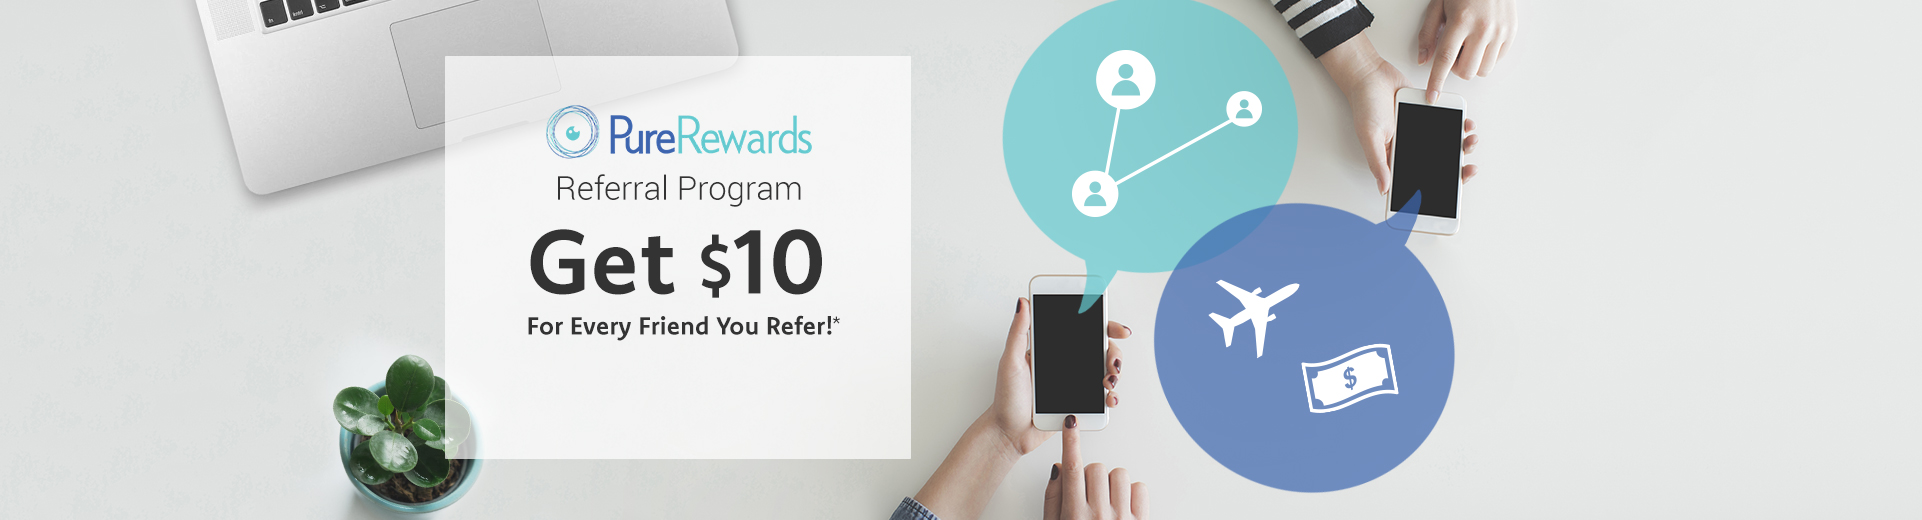 PureRewards
Referral Program
Get $10
For Every Friend You Refer!*
$